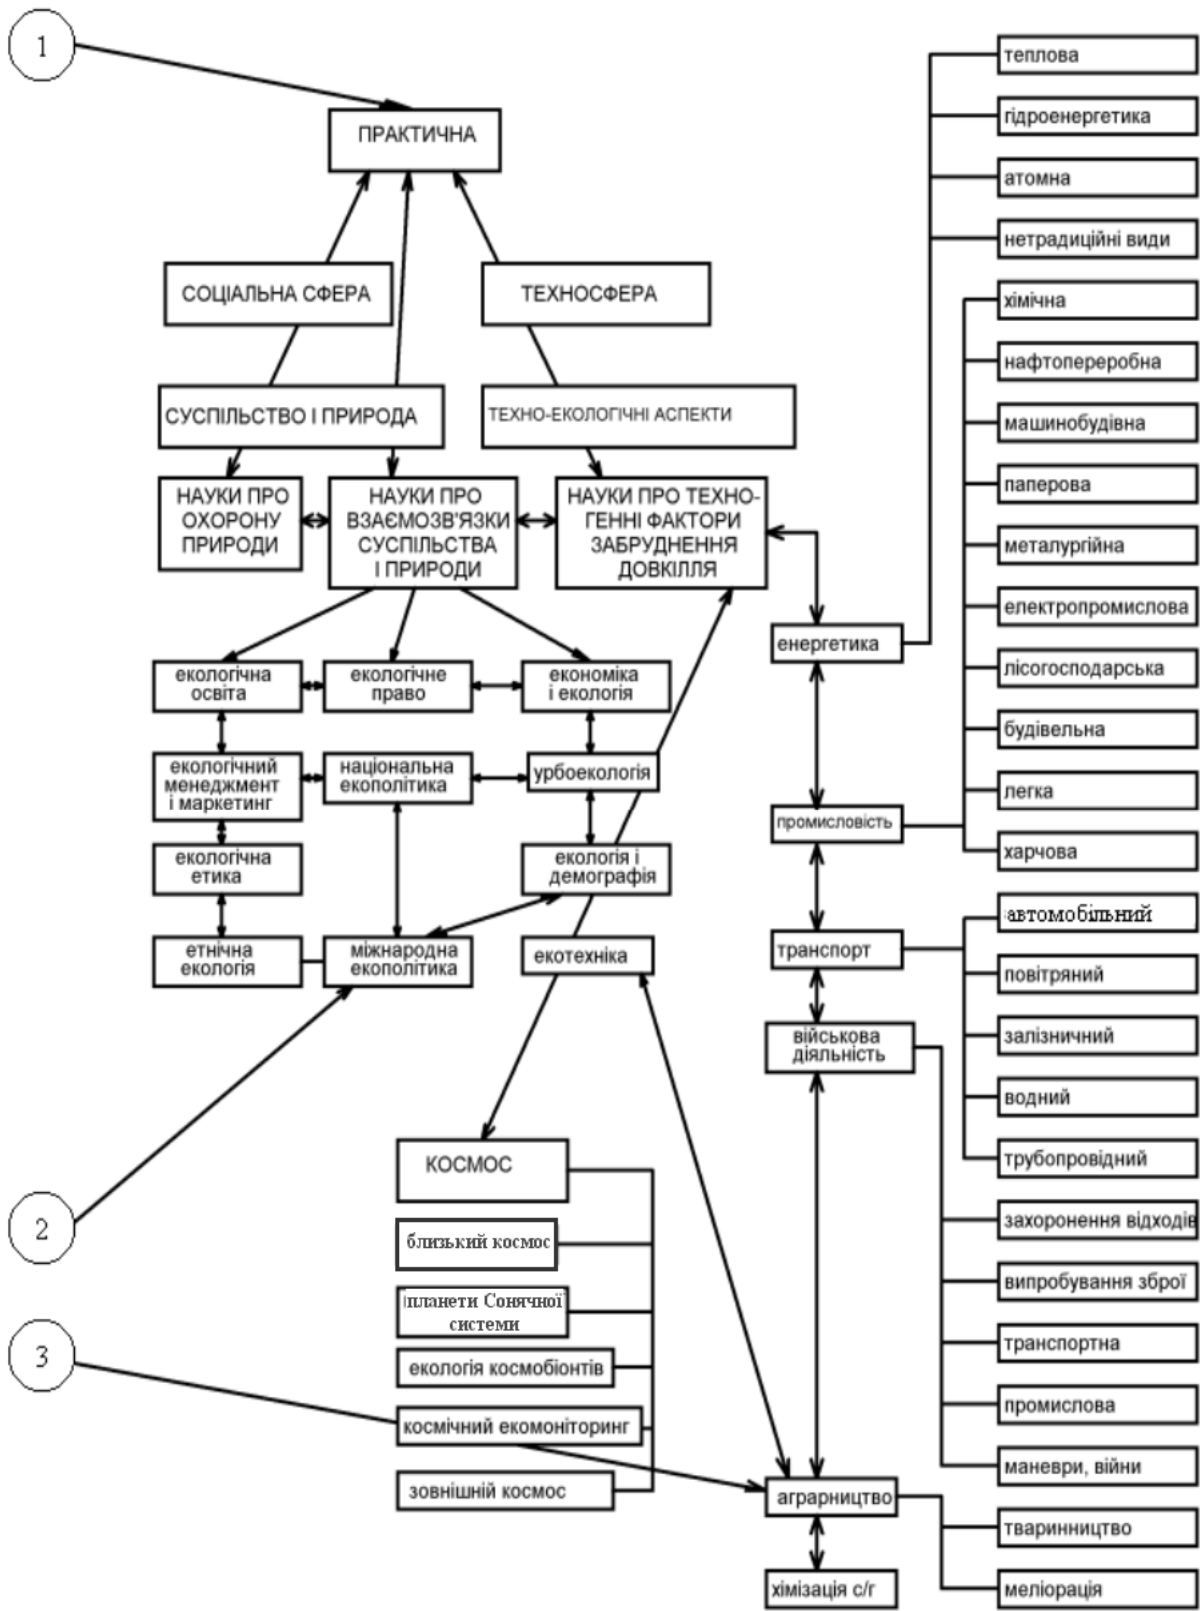 1
ПРАКТИЧНА
СОЦІАЛЬНА СФЕРА
ТЕХНОСФЕРА
СУСПІЛЬСТВО І ПРИРОДА
ТЕХНО-ЕКОЛОГІЧНІ АСПЕКТИ
НАУКИ ПРО
ОХОРОНУ
ПРИРОДИ
НАУКИ ПРО
ВЗАЄМОЗВ'ЯЗКИ
СУСПІЛЬСТВА
І ПРИРОДИ
НАУКИ ПРО ТЕХНО-
ГЕННІ ФАКТОРИ
ЗАБРУДНЕННЯ
ДОВКІЛЛЯ
екологічна
освіта
екологічне
право
економіка
і екологія
екологічний
менеджмент
і маркетинг
національна
екополітика
урбоекологія
екологічна
етика
екологія і
демографія
етнічна
екологія
міжнародна
екополітика
екотехніка
2
КОСМОС
близький космос
планети Сонячної
системи
3
екологія космобіонтів
космічний екомоніторинг
зовнішній космос
енергетика
промисловість
транспорт
військова
діяльність
аграрництво
хімізація с/г
теплова
гідроенергетика
атомна
нетрадиційні види
хімічна
нафтопереробна
машинобудівна
паперова
металургійна
електропромислова
лісогосподарська
будівельна
легка
харчова
автомобільний
повітряний
залізничний
водний
трубопровідний
захоронення відходів
випробування зброї
транспортна
промислова
маневри, війни
тваринництво
меліорація